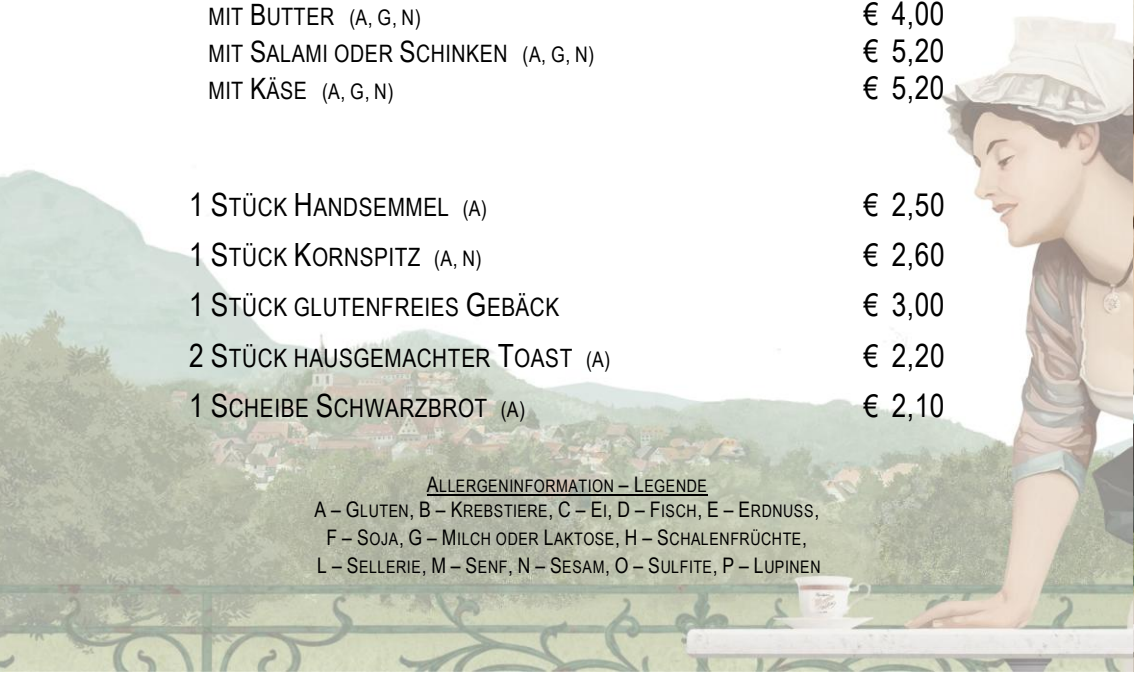 mit Butter (A, G, N) € 4,00
mit Salami oder Schinken (A, G, N) € 5,20
mit Käse (A, G, N) € 5,20
1 Stück Handsemmel (A) € 2,50
1 Stück Kornspitz (A, N) € 2,60
1 Stück glutenfreies Gebäck € 3,00
2 Stück hausgemachter Toast (A) € 2,20
1 Scheibe Schwarzbrot (A) € 2,10
Allergeninformation – Legende
A – Gluten, B – Krebstiere, C – Ei, D – Fisch, E – Erdnuss,
F – Soja, G – Milch oder Laktose, H – Schalenfrüchte,
L – Sellerie, M – Senf, N – Sesam, O – Sulfite, P – Lupinen